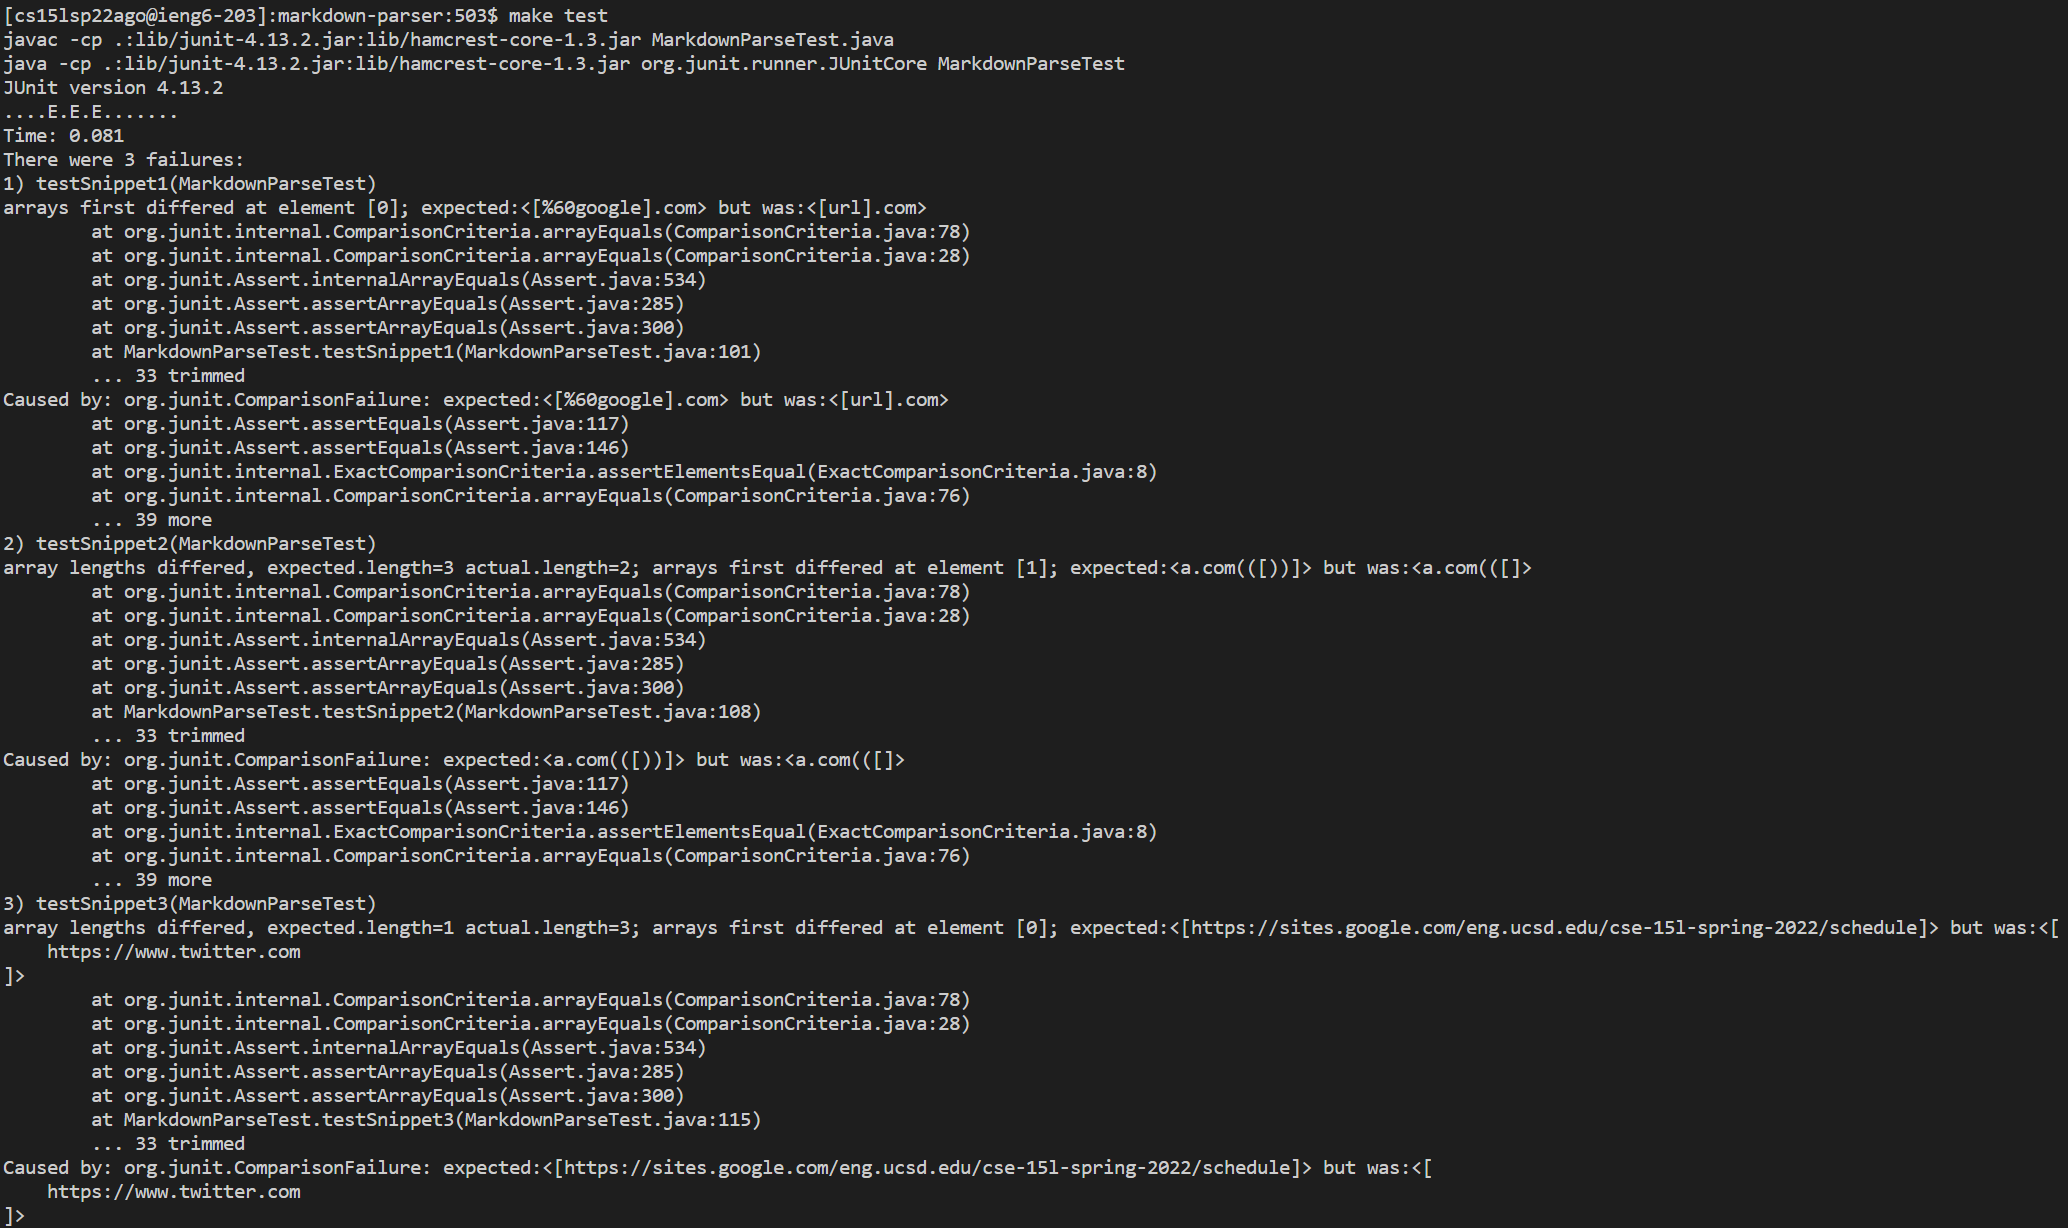 [cs15lsp22ago@ieng6-203]:markdown-parser:503$ make test
javac -cp .:lib/junit-4.13.2.jar:lib/hamcrest-core-1.3.jar MarkdownParseTest.java
java -cp .:lib/junit-4.13.2.jar:lib/hamcrest-core-1.3.jar org.junit.runner.JUnitCore MarkdownParseTest
JUnit version 4.13.2
....E.E.E.......
Time: 0.081
There were 3 failures:
1) testSnippet1(MarkdownParseTest)
arrays first differed at element [0]; expected:<[%60google].com> but was:<[url].com>
        at org.junit.internal.ComparisonCriteria.arrayEquals(ComparisonCriteria.java:78)
        at org.junit.internal.ComparisonCriteria.arrayEquals(ComparisonCriteria.java:28)
        at org.junit.Assert.internalArrayEquals(Assert.java:534)
        at org.junit.Assert.assertArrayEquals(Assert.java:285)
        at org.junit.Assert.assertArrayEquals(Assert.java:300)
        at MarkdownParseTest.testSnippet1(MarkdownParseTest.java:101)
        ... 33 trimmed
Caused by: org.junit.ComparisonFailure: expected:<[%60google].com> but was:<[url].com>
        at org.junit.Assert.assertEquals(Assert.java:117)
        at org.junit.Assert.assertEquals(Assert.java:146)
        at org.junit.internal.ExactComparisonCriteria.assertElementsEqual(ExactComparisonCriteria.java:8)
        at org.junit.internal.ComparisonCriteria.arrayEquals(ComparisonCriteria.java:76)
        ... 39 more
2) testSnippet2(MarkdownParseTest)
array lengths differed, expected.length=3 actual.length=2; arrays first differed at element [1]; expected:<a.com(([))]> but was:<a.com(([]>
        at org.junit.internal.ComparisonCriteria.arrayEquals(ComparisonCriteria.java:78)
        at org.junit.internal.ComparisonCriteria.arrayEquals(ComparisonCriteria.java:28)
        at org.junit.Assert.internalArrayEquals(Assert.java:534)
        at org.junit.Assert.assertArrayEquals(Assert.java:285)
        at org.junit.Assert.assertArrayEquals(Assert.java:300)
        at MarkdownParseTest.testSnippet2(MarkdownParseTest.java:108)
        ... 33 trimmed
Caused by: org.junit.ComparisonFailure: expected:<a.com(([))]> but was:<a.com(([]>
        at org.junit.Assert.assertEquals(Assert.java:117)
        at org.junit.Assert.assertEquals(Assert.java:146)
        at org.junit.internal.ExactComparisonCriteria.assertElementsEqual(ExactComparisonCriteria.java:8)
        at org.junit.internal.ComparisonCriteria.arrayEquals(ComparisonCriteria.java:76)
        ... 39 more
3) testSnippet3(MarkdownParseTest)
array lengths differed, expected.length=1 actual.length=3; arrays first differed at element [0]; expected:<[https://sites.google.com/eng.ucsd.edu/cse-15l-spring-2022/schedule]> but was:<[
    https://www.twitter.com
]>
        at org.junit.internal.ComparisonCriteria.arrayEquals(ComparisonCriteria.java:78)
        at org.junit.internal.ComparisonCriteria.arrayEquals(ComparisonCriteria.java:28)
        at org.junit.Assert.internalArrayEquals(Assert.java:534)
        at org.junit.Assert.assertArrayEquals(Assert.java:285)
        at org.junit.Assert.assertArrayEquals(Assert.java:300)
        at MarkdownParseTest.testSnippet3(MarkdownParseTest.java:115)
        ... 33 trimmed
Caused by: org.junit.ComparisonFailure: expected:<[https://sites.google.com/eng.ucsd.edu/cse-15l-spring-2022/schedule]> but was:<[
    https://www.twitter.com
]>